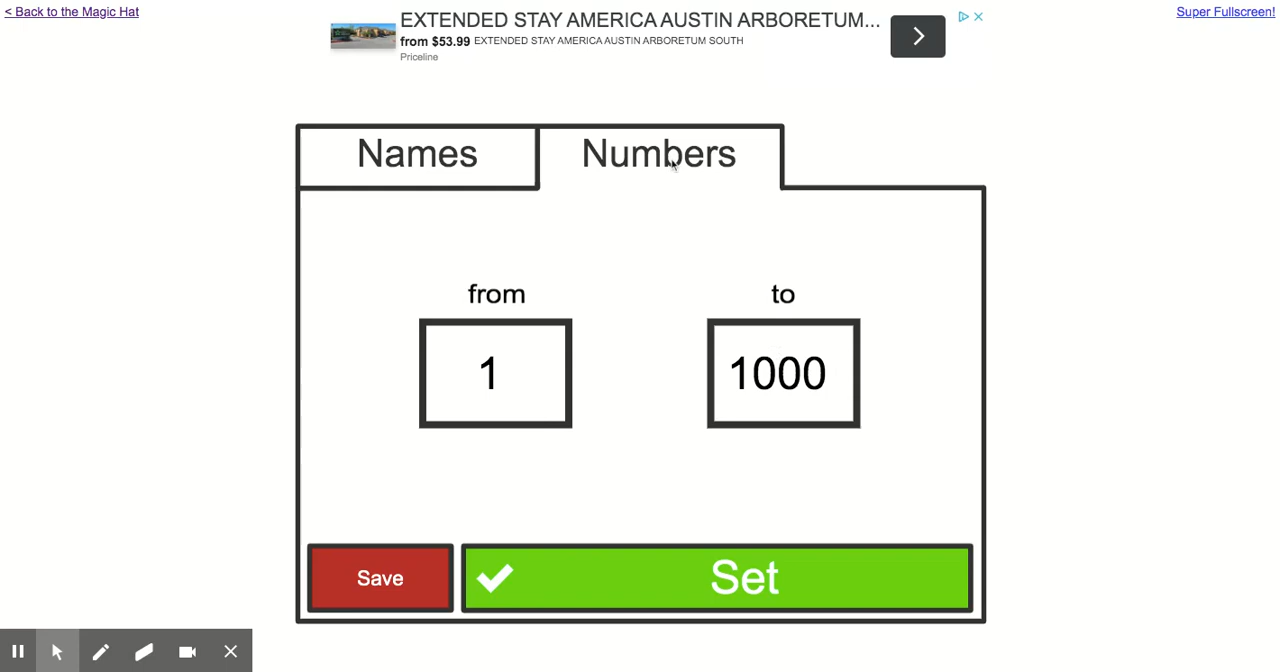 < Back to the Magic Hat
EXTENDED STAY AMERICA AUSTIN ARBORETUM...
from $53.99 EXTENDED STAY AMERICA AUSTIN ARBORETUM SOUTH
Priceline
Super Fullscreen!
Names
Numbers
from
to
1
1000
Save
Set